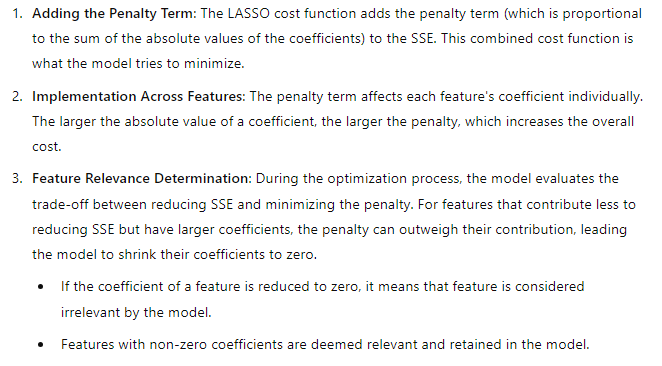 1. Adding the Penalty Term: The LASSO cost function adds the penalty term (which is proportional
to the sum of the absolute values of the coefficients) to the SSE. This combined cost function is
what the model tries to minimize.
2. Implementation Across Features: The penalty term affects each feature's coefficient individually.
The larger the absolute value of a coefficient, the larger the penalty, which increases the overall
cost.
3. Feature Relevance Determination: During the optimization process, the model evaluates the
trade-off between reducing SSE and minimizing the penalty. For features that contribute less to
reducing SSE but have larger coefficients, the penalty can outweigh their contribution, leading
the model to shrink their coefficients to zero.
• If the coefficient of a feature is reduced to zero, it means that feature is considered
irrelevant by the model.
• Features with non-zero coefficients are deemed relevant and retained in the model.